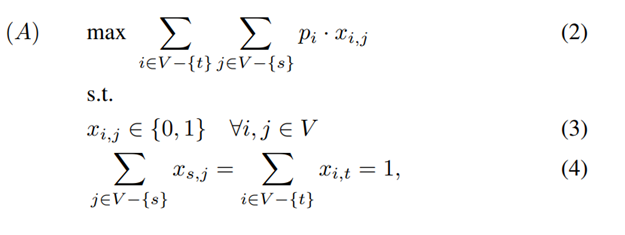 (A) max ∑_{i∈V−{t}} ∑_{j∈V−{s}} p_i · x_{i,j} (2)
s.t.
x_{i,j} ∈ {0,1} ∀i, j ∈ V (3)
∑_{j∈V−{s}} x_{s,j} = ∑_{i∈V−{t}} x_{i,t} = 1, (4)